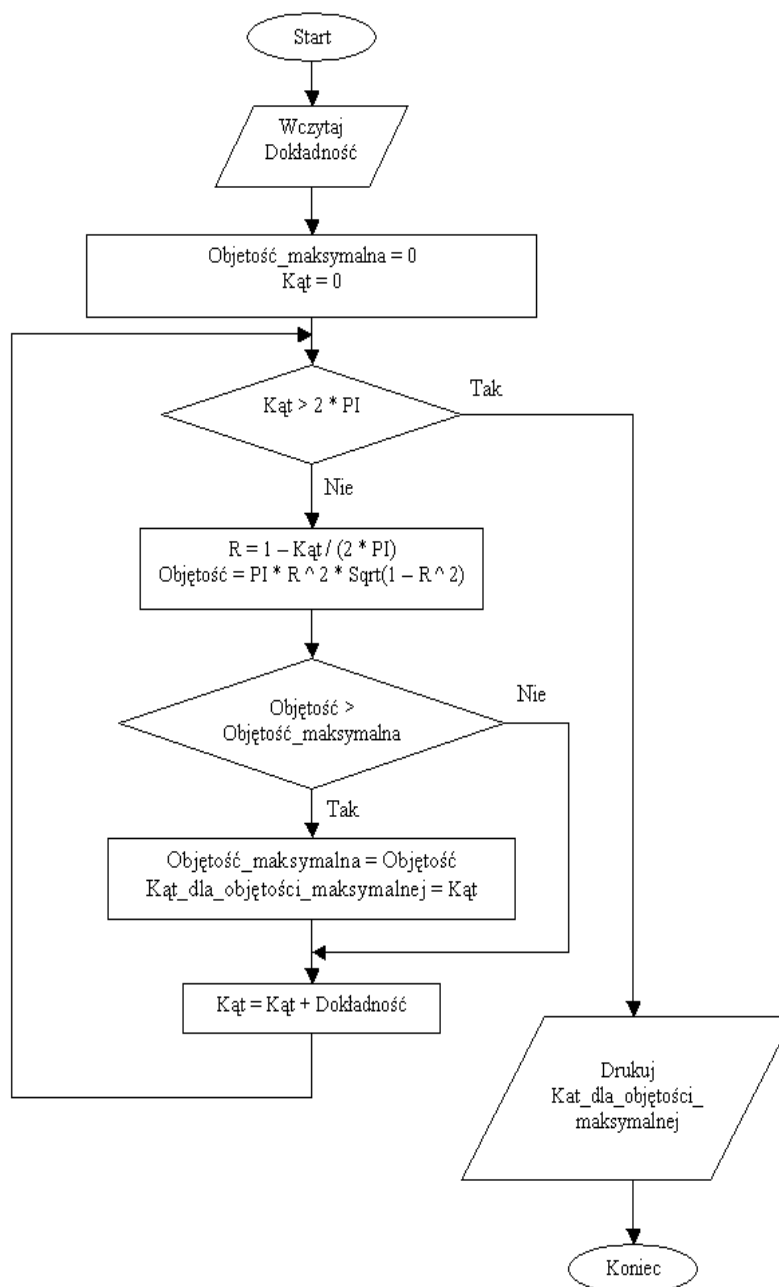 Start
Wczytaj
Dokładność
Objetość_maksymalna = 0
Kąt = 0
Kąt > 2 * PI
Tak
Nie
R = 1 – Kąt / (2 * PI)
Objętość = PI * R ^ 2 * Sqrt(1 – R ^ 2)
Objętość >
Objętość_maksymalna
Nie
Tak
Objętość_maksymalna = Objętość
Kąt_dla_objętości_maksymalnej = Kąt
Kąt = Kąt + Dokładność
Drukuj
Kat_dla_objętości_
maksymalnej
Koniec